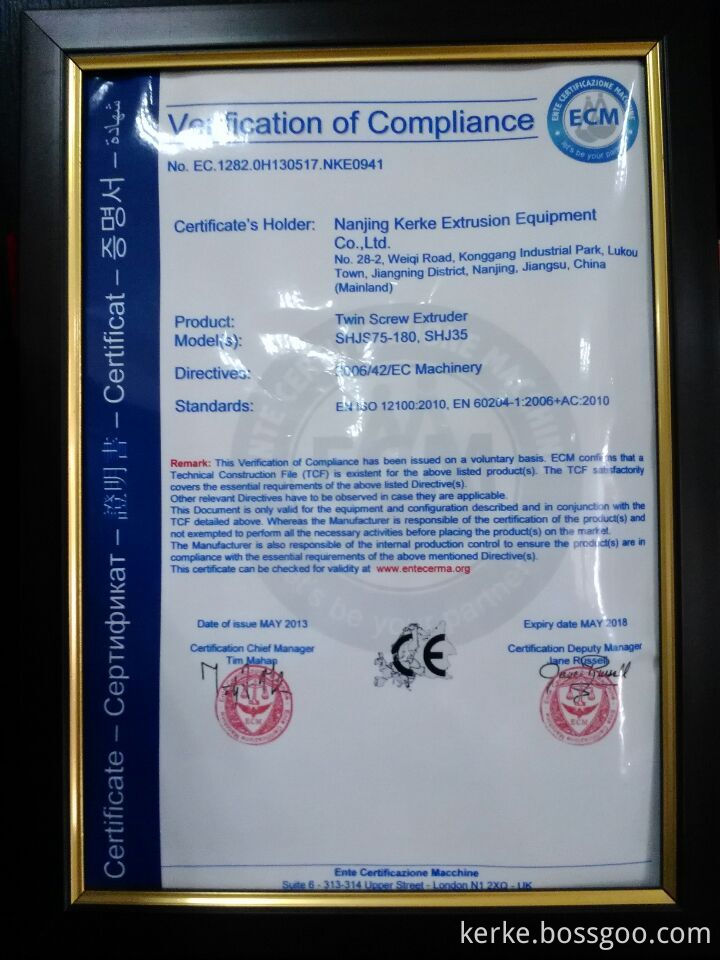 Certificate – Сертификат – 證明書 – Certificat – 증명서 – شهادة
Verification of Compliance
ENTE CERTIFICAZIONE MACCHINE
ECM
let's be your partner
No. EC.1282.0H130517.NKE0941
Certificate's Holder: Nanjing Kerke Extrusion Equipment
Co.,Ltd.
No. 28-2, Weiqi Road, Konggang Industrial Park, Lukou
Town, Jiangning District, Nanjing, Jiangsu, China
(Mainland)
Product: Twin Screw Extruder
Model(s): SHJS75-180, SHJ35
Directives: 2006/42/EC Machinery
Standards: EN ISO 12100:2010, EN 60204-1:2006+AC:2010
Remark: This Verification of Compliance has been issued on a voluntary basis. ECM confirms that a
Technical Construction File (TCF) is existent for the above listed product(s). The TCF satisfactorily
covers the essential requirements of the above listed Directive(s).
Other relevant Directives have to be observed in case they are applicable.
This Document is only valid for the equipment and configuration described and in conjunction with the
TCF detailed above. Whereas the Manufacturer is responsible of the certification of the product(s) and
not exempted to perform all the necessary activities before placing the product(s) on the market.
The Manufacturer is also responsible of the internal production control to ensure the product(s) are in
compliance with the essential requirements of the above mentioned Directive(s).
This certificate can be checked for validity at www.entecerma.org
Date of issue MAY 2013 Expiry date MAY 2018
Certification Chief Manager Certification Deputy Manager
Tim Mahan Jane Russell
CE
ECM ECM
Ente Certificazione Macchine
Suite 6 - 313-314 Upper Street - London N1 2XQ - UK
kerke.bossgoo.com